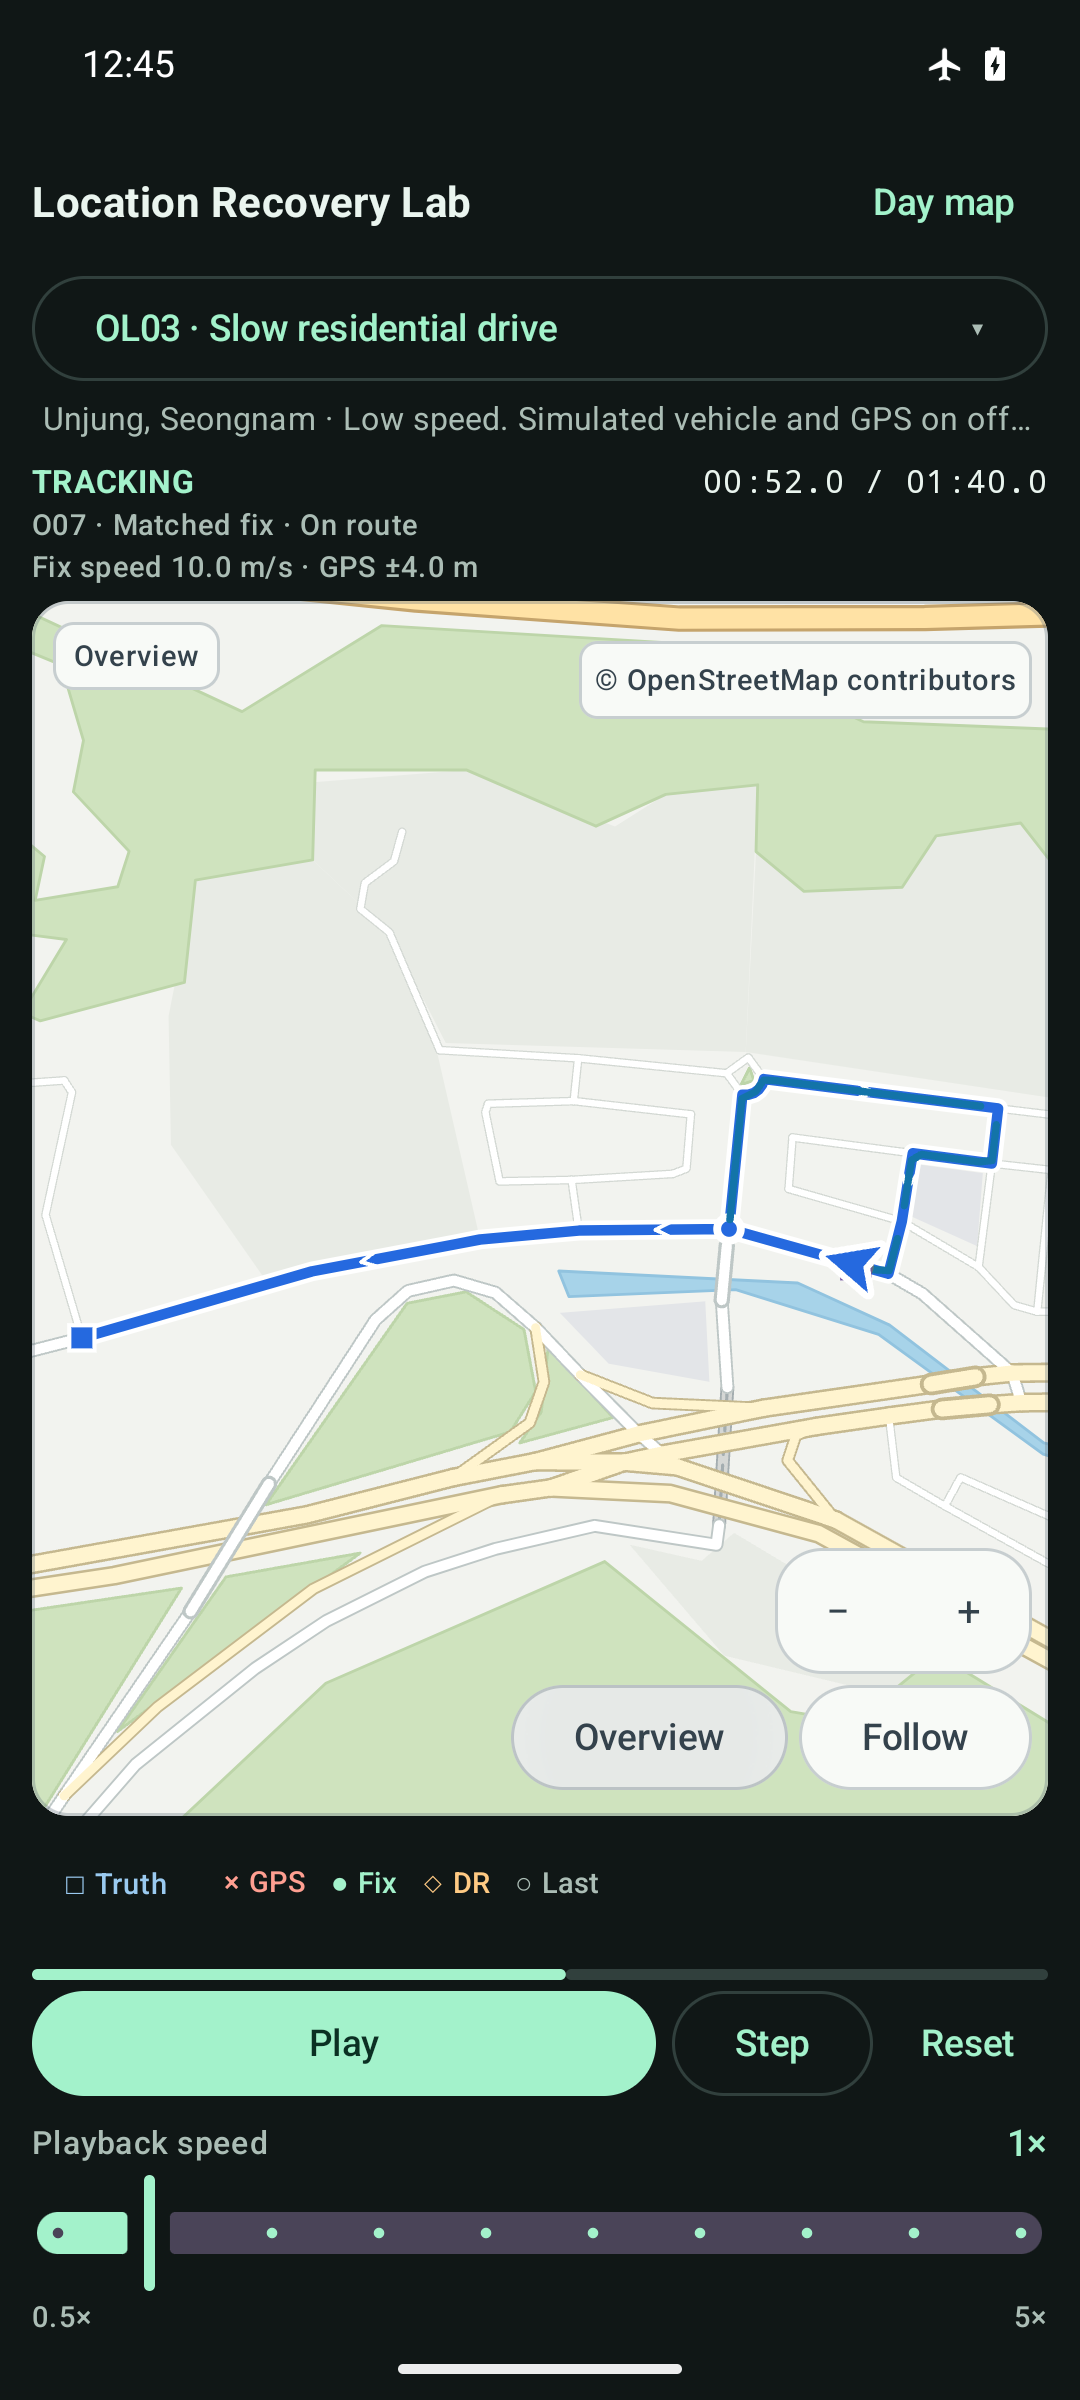 12:45
Location Recovery Lab
Day map
OL03 · Slow residential drive
Unjung, Seongnam · Low speed. Simulated vehicle and GPS on off…
TRACKING
00:52.0 / 01:40.0
O07 · Matched fix · On route
Fix speed 10.0 m/s · GPS ±4.0 m
Overview
© OpenStreetMap contributors
− +
Overview
Follow
□ Truth × GPS ● Fix ◇ DR ○ Last
Play
Step
Reset
Playback speed
1×
0.5×
5×